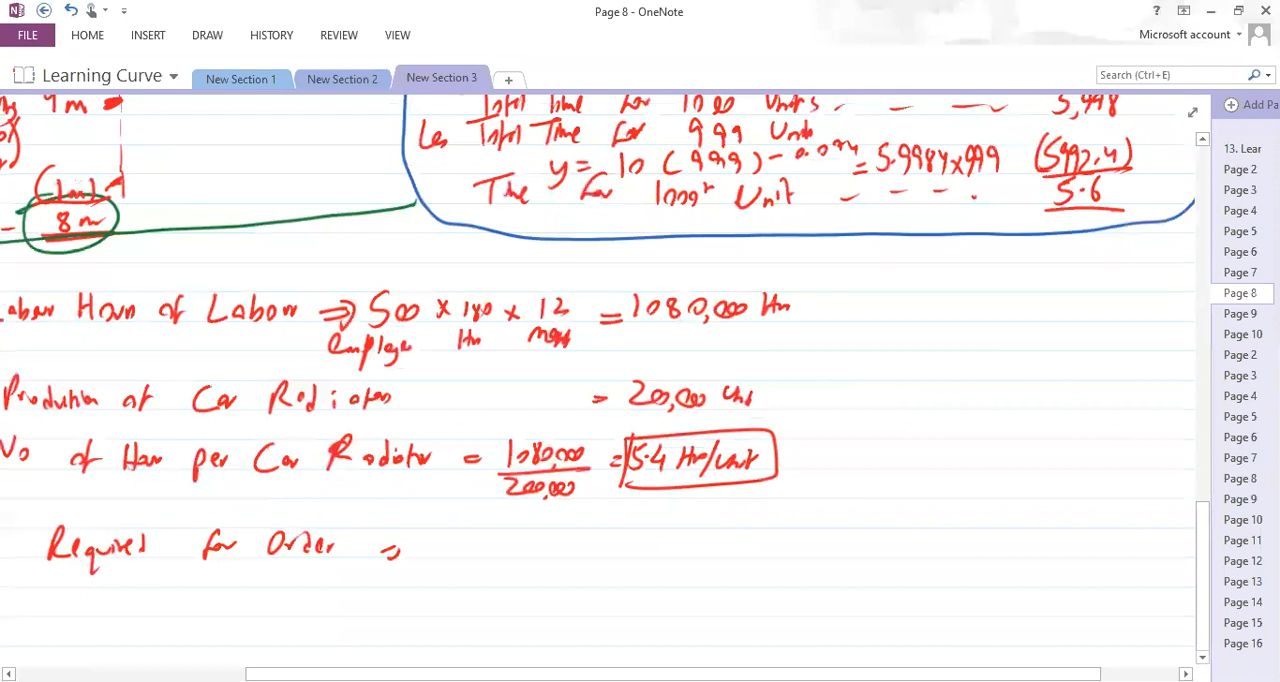 Page 8 - OneNote
FILE HOME INSERT DRAW HISTORY REVIEW VIEW
Microsoft account
Learning Curve
New Section 1
New Section 2
New Section 3
Search (Ctrl+E)
Add Pa
9 m
8 m
Total Time for 1000 Units - - — 5,998
Les Total Time for 999 Units
y = 10 (999) = 5.9984 x 999 (5992.4)
Time for 1000th Unit - - - . 5.6
Labour Hours of Labour ⇒ 500 x 180 x 12 = 1080,000 Hrs
employee Hrs
Production of Car Radiators = 200,000 Units
No of Hour per Car Radiator = 1080,000 = 5.4 Hr/unit
200,000
Required for Order =
13. Lear
Page 2
Page 3
Page 4
Page 5
Page 6
Page 7
Page 8
Page 9
Page 10
Page 2
Page 3
Page 4
Page 5
Page 6
Page 7
Page 8
Page 9
Page 10
Page 11
Page 12
Page 13
Page 14
Page 15
Page 16